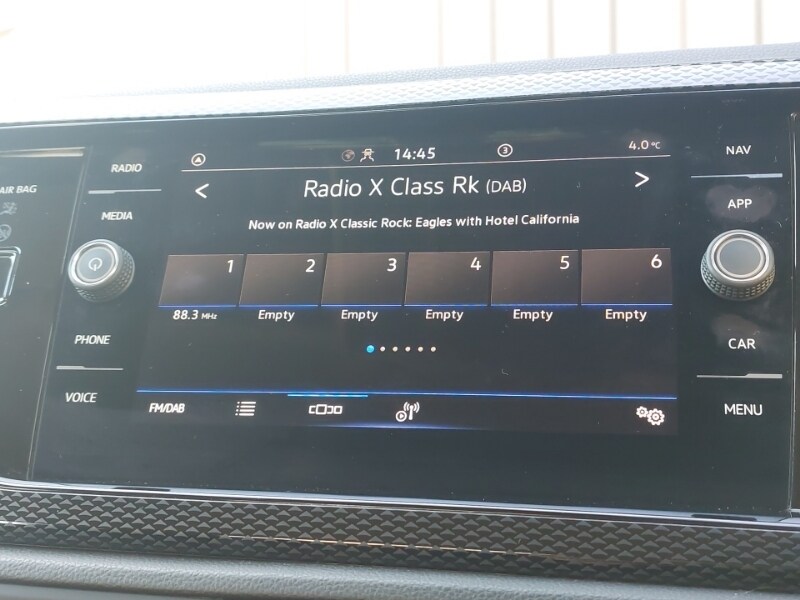 14:45
3
4.0 °C
NAV
RADIO
AIR BAG
Radio X Class Rk (DAB)
APP
MEDIA
Now on Radio X Classic Rock: Eagles with Hotel California
1 2 3 4 5 6
88.3 MHz Empty Empty Empty Empty Empty
PHONE
CAR
VOICE
FM/DAB
MENU